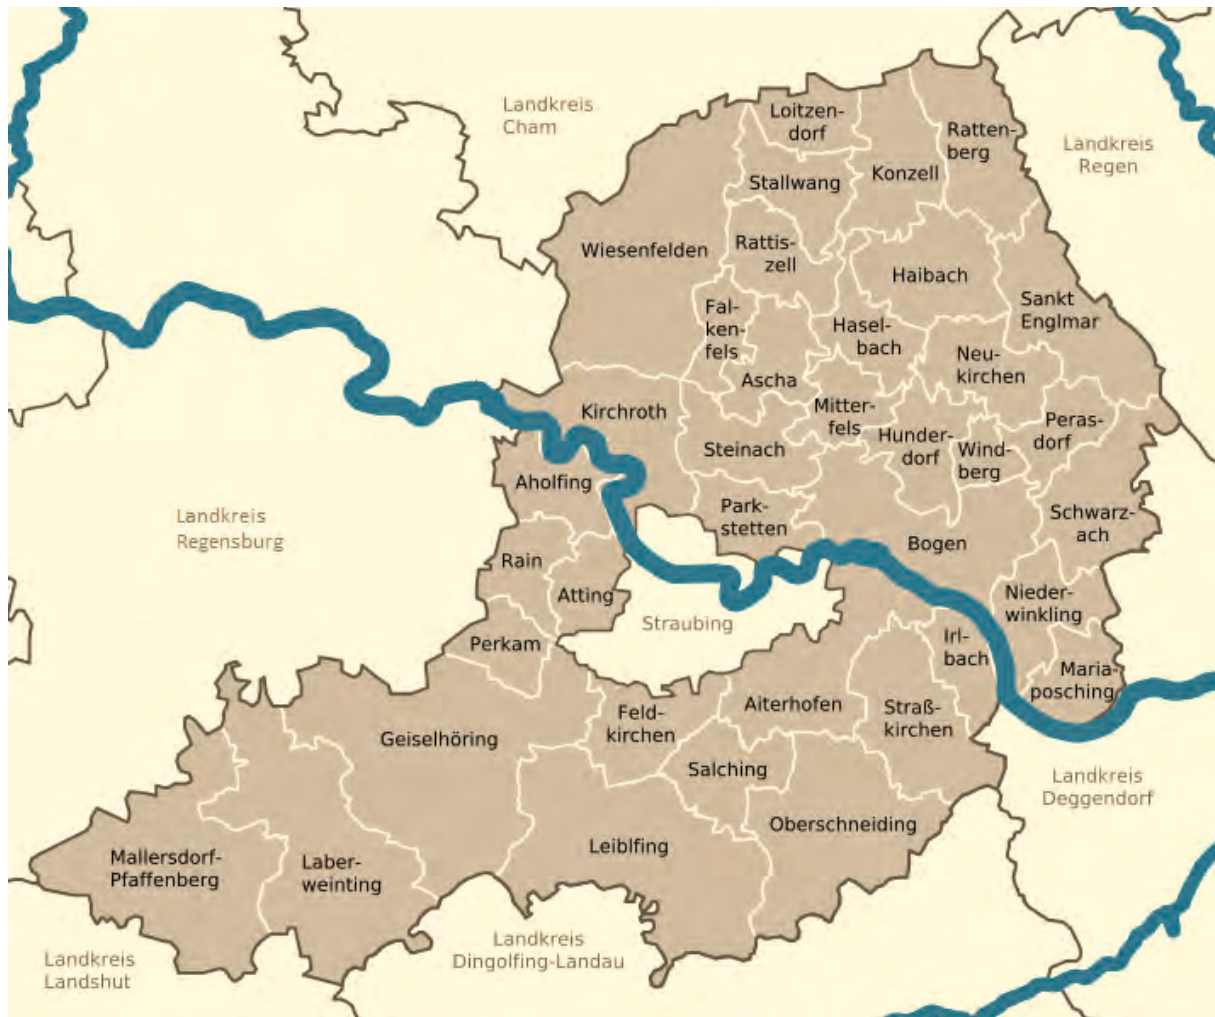 Landkreis
Cham
Loitzen-
dorf
Ratten-
berg
Landkreis
Regen
Konzell
Stallwang
Wiesenfelden
Rattis-
zell
Haibach
Sankt
Englmar
Fal-
ken-
fels
Hasel-
bach
Neu-
kirchen
Ascha
Kirchroth
Mitter-
fels
Peras-
dorf
Hunder-
dorf
Wind-
berg
Steinach
Aholfing
Park-
stetten
Schwarz-
ach
Landkreis
Regensburg
Bogen
Rain
Atting
Nieder-
winkling
Straubing
Perkam
Irl-
bach
Maria-
posching
Aiterhofen
Straß-
kirchen
Feld-
kirchen
Geiselhöring
Salching
Landkreis
Deggendorf
Oberschneiding
Leiblfing
Mallersdorf-
Pfaffenberg
Laber-
weinting
Landkreis
Dingolfing-Landau
Landkreis
Landshut